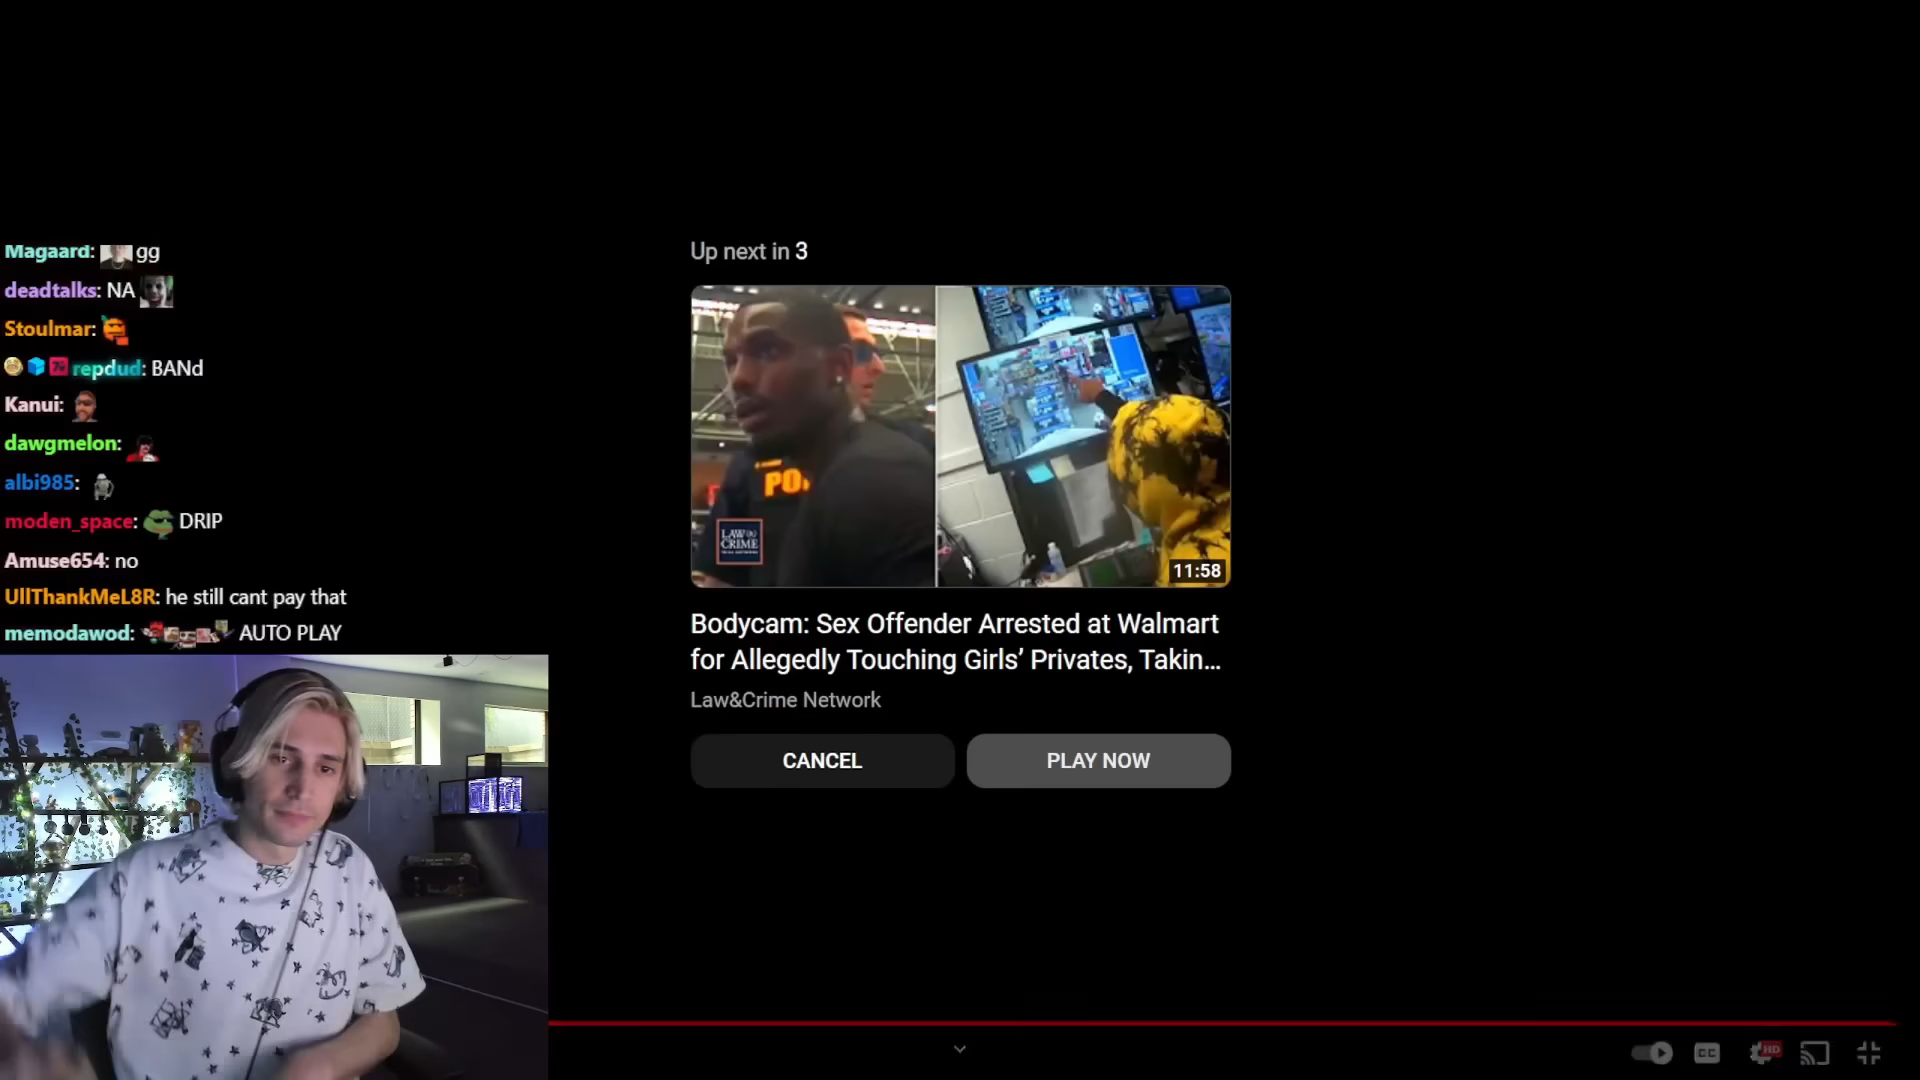 Magaard: gg
deadtalks: NA
Stoulmar:
repdud: BANd
Kanui:
dawgmelon:
albi985:
moden_space: DRIP
Amuse654: no
UllThankMeL8R: he still cant pay that
memodawod: AUTO PLAY
Up next in 3
PO
LAW & CRIME
11:58
Bodycam: Sex Offender Arrested at Walmart
for Allegedly Touching Girls’ Privates, Takin...
Law&Crime Network
CANCEL
PLAY NOW
CC
HD